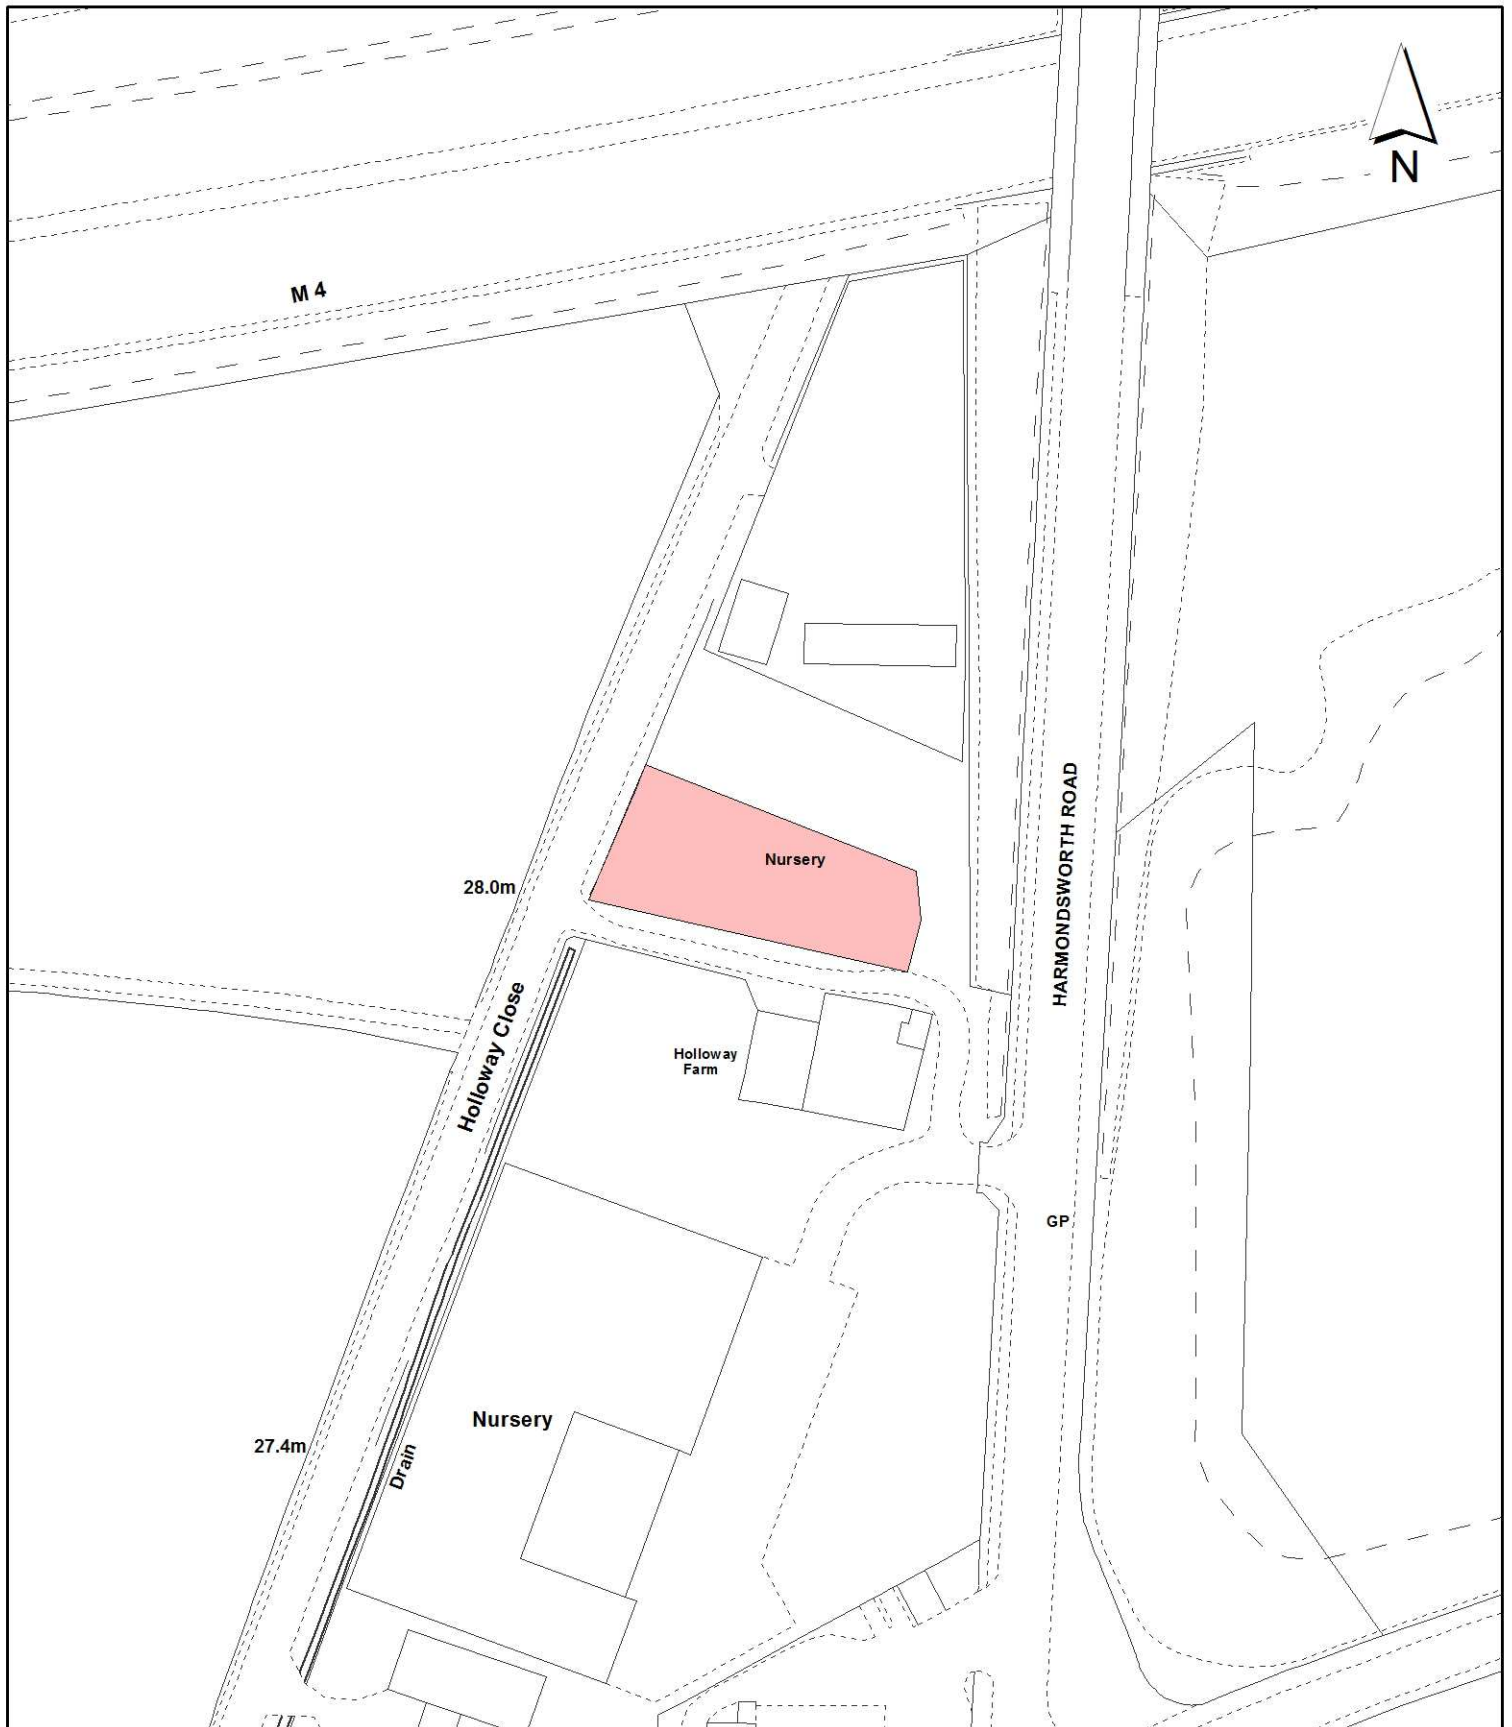 N
M 4
Nursery
HARMONDSWORTH ROAD
28.0m
Holloway Close
Holloway
Farm
GP
Nursery
27.4m
Drain